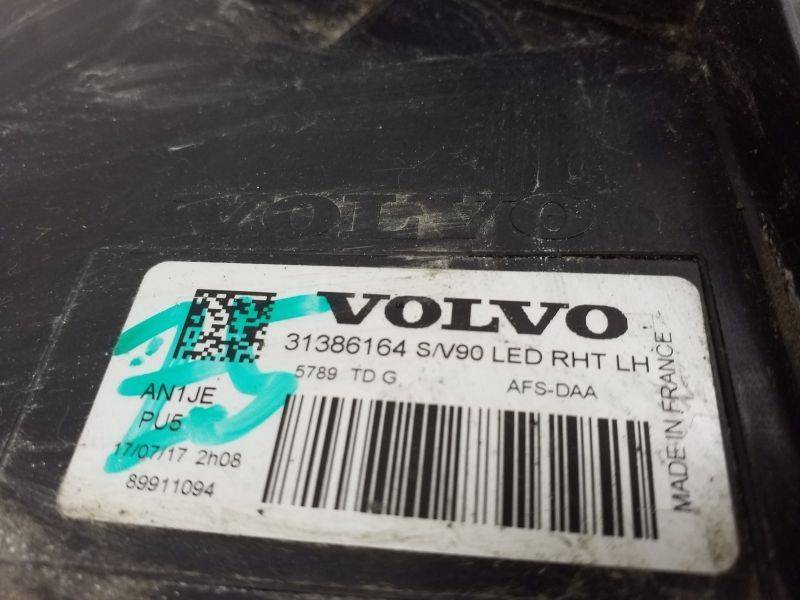 VOLVO
VOLVO
31386164 S/V90 LED RHT LH
5789 TD G AFS-DAA
AN1JE
PU5
17/07/17 2h08
89911094
MADE IN FRANCE